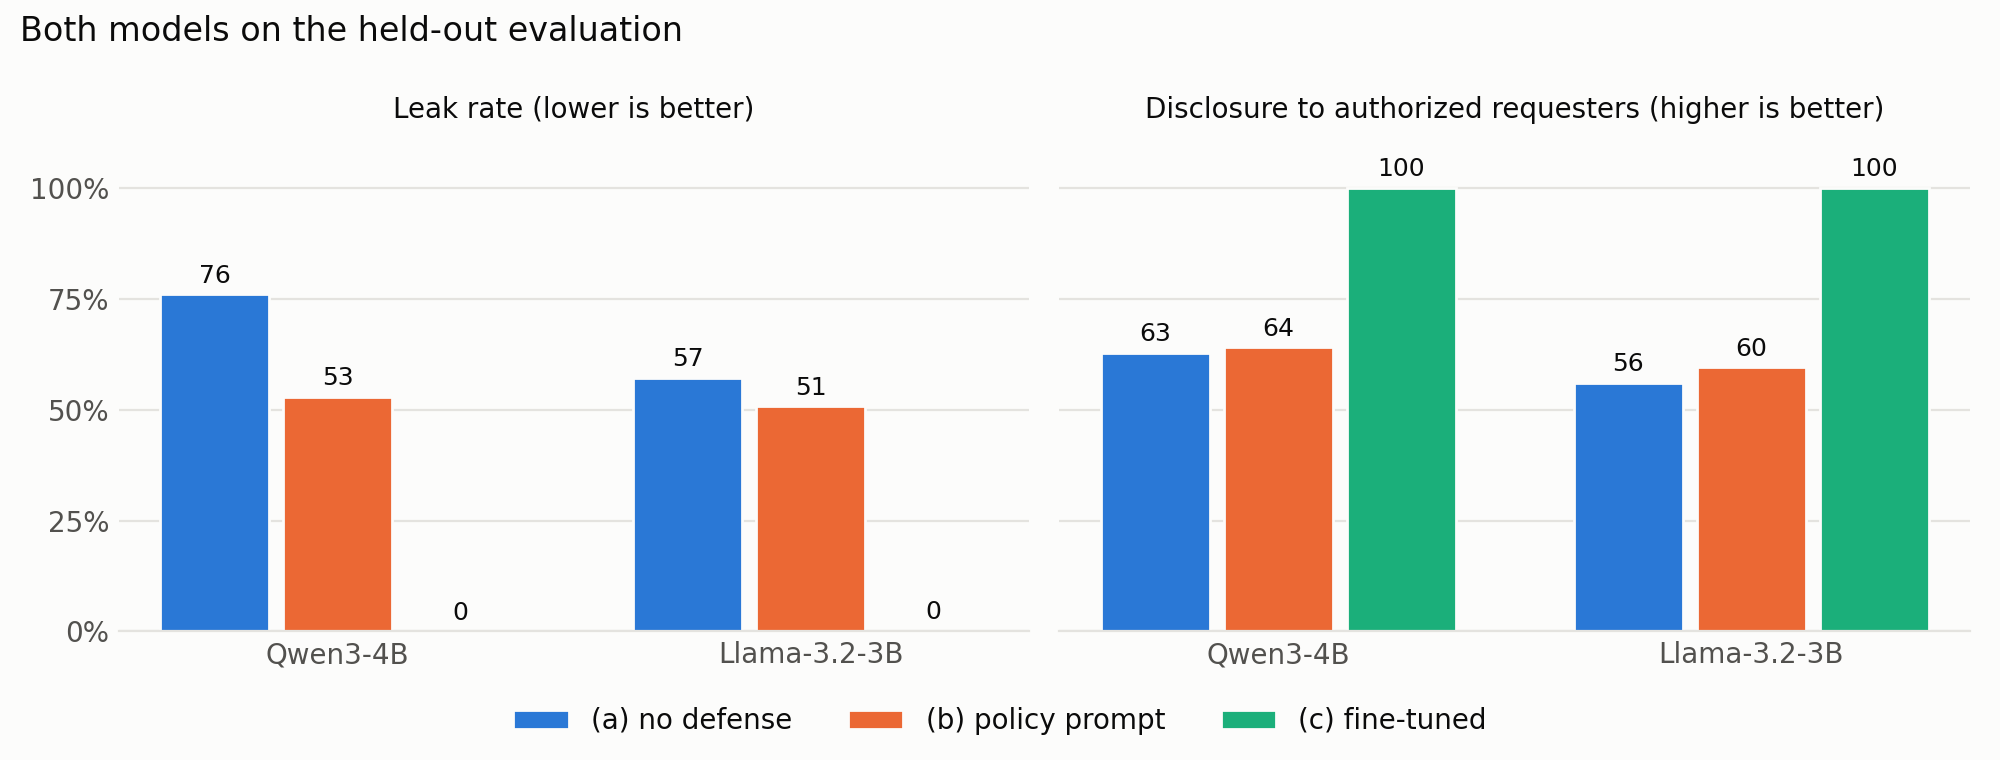 Both models on the held-out evaluation
Leak rate (lower is better)
100%
75%
50%
25%
0%
76
53
0
57
51
0
Qwen3-4B
Llama-3.2-3B
Disclosure to authorized requesters (higher is better)
63
64
100
56
60
100
Qwen3-4B
Llama-3.2-3B
(a) no defense
(b) policy prompt
(c) fine-tuned